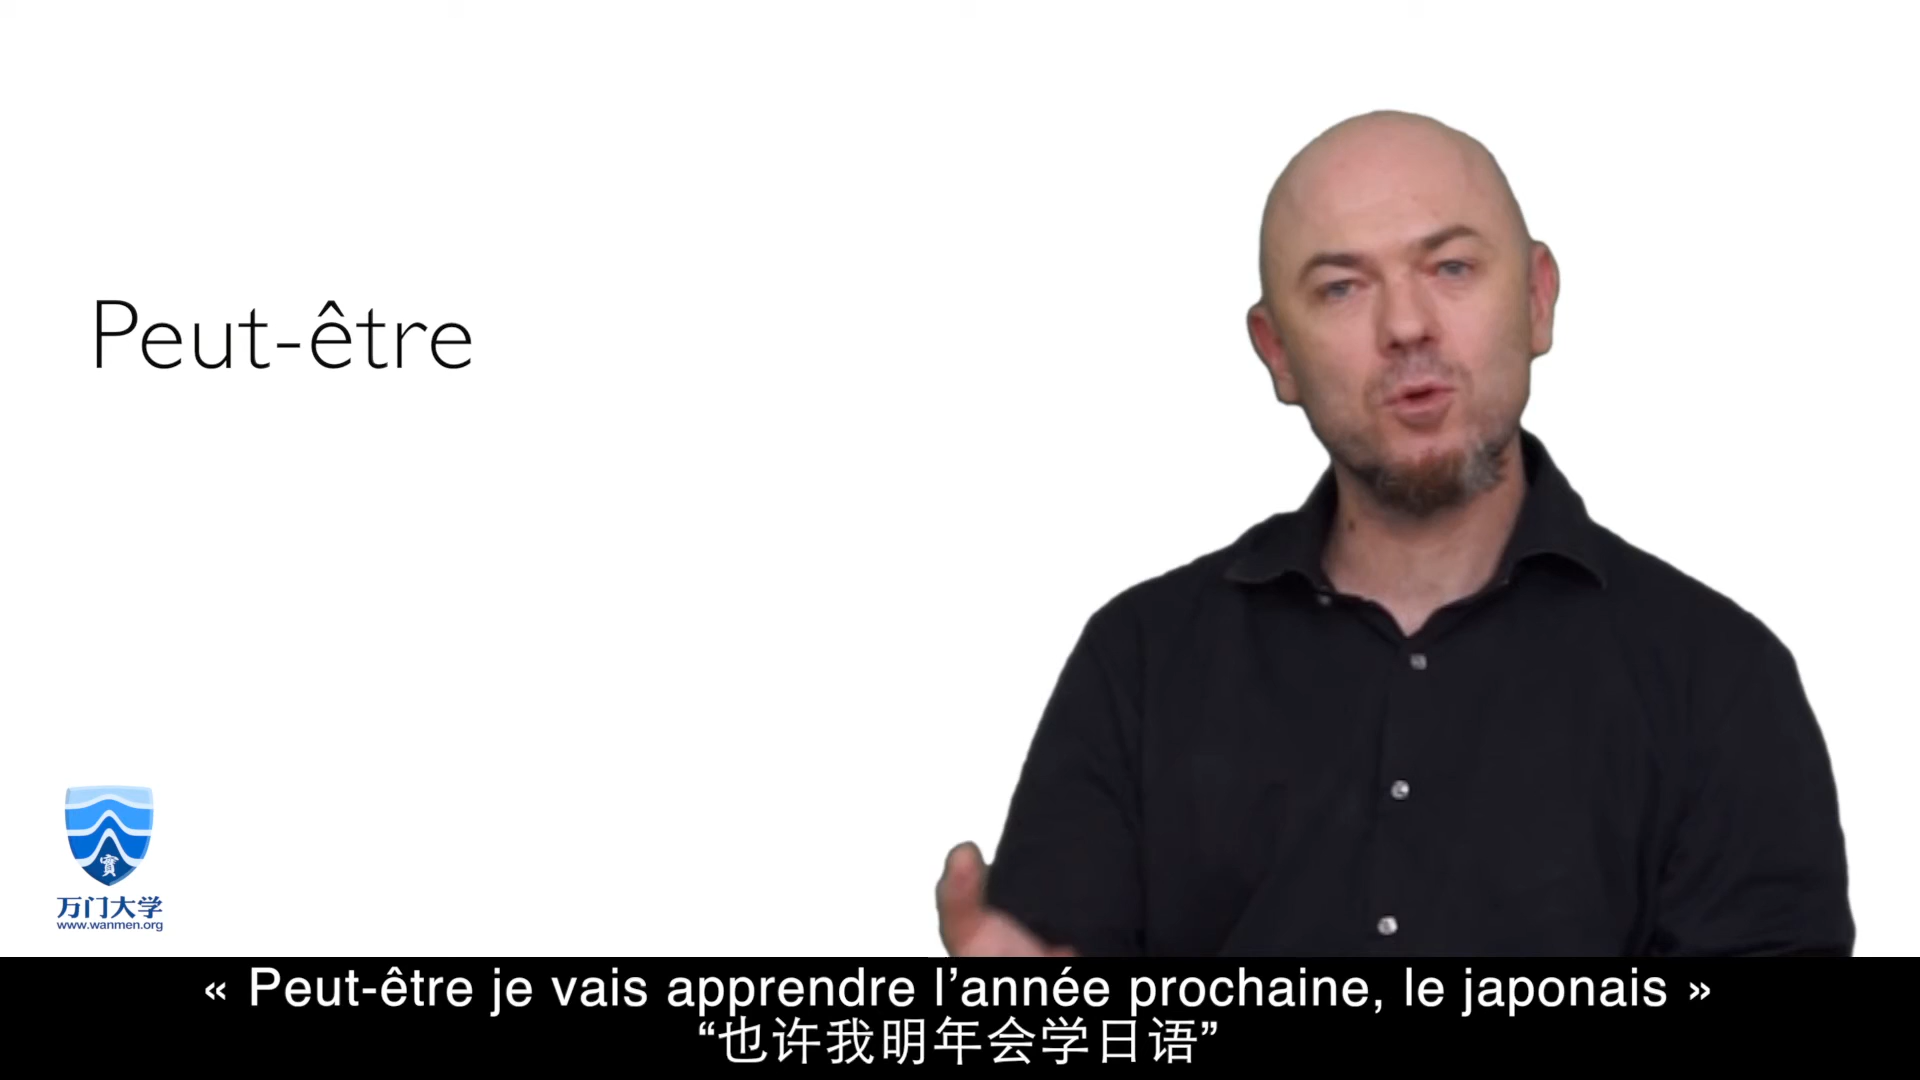 Peut-être
實
万门大学
www.wanmen.org
« Peut-être je vais apprendre l’année prochaine, le japonais »
“也许我明年会学日语”